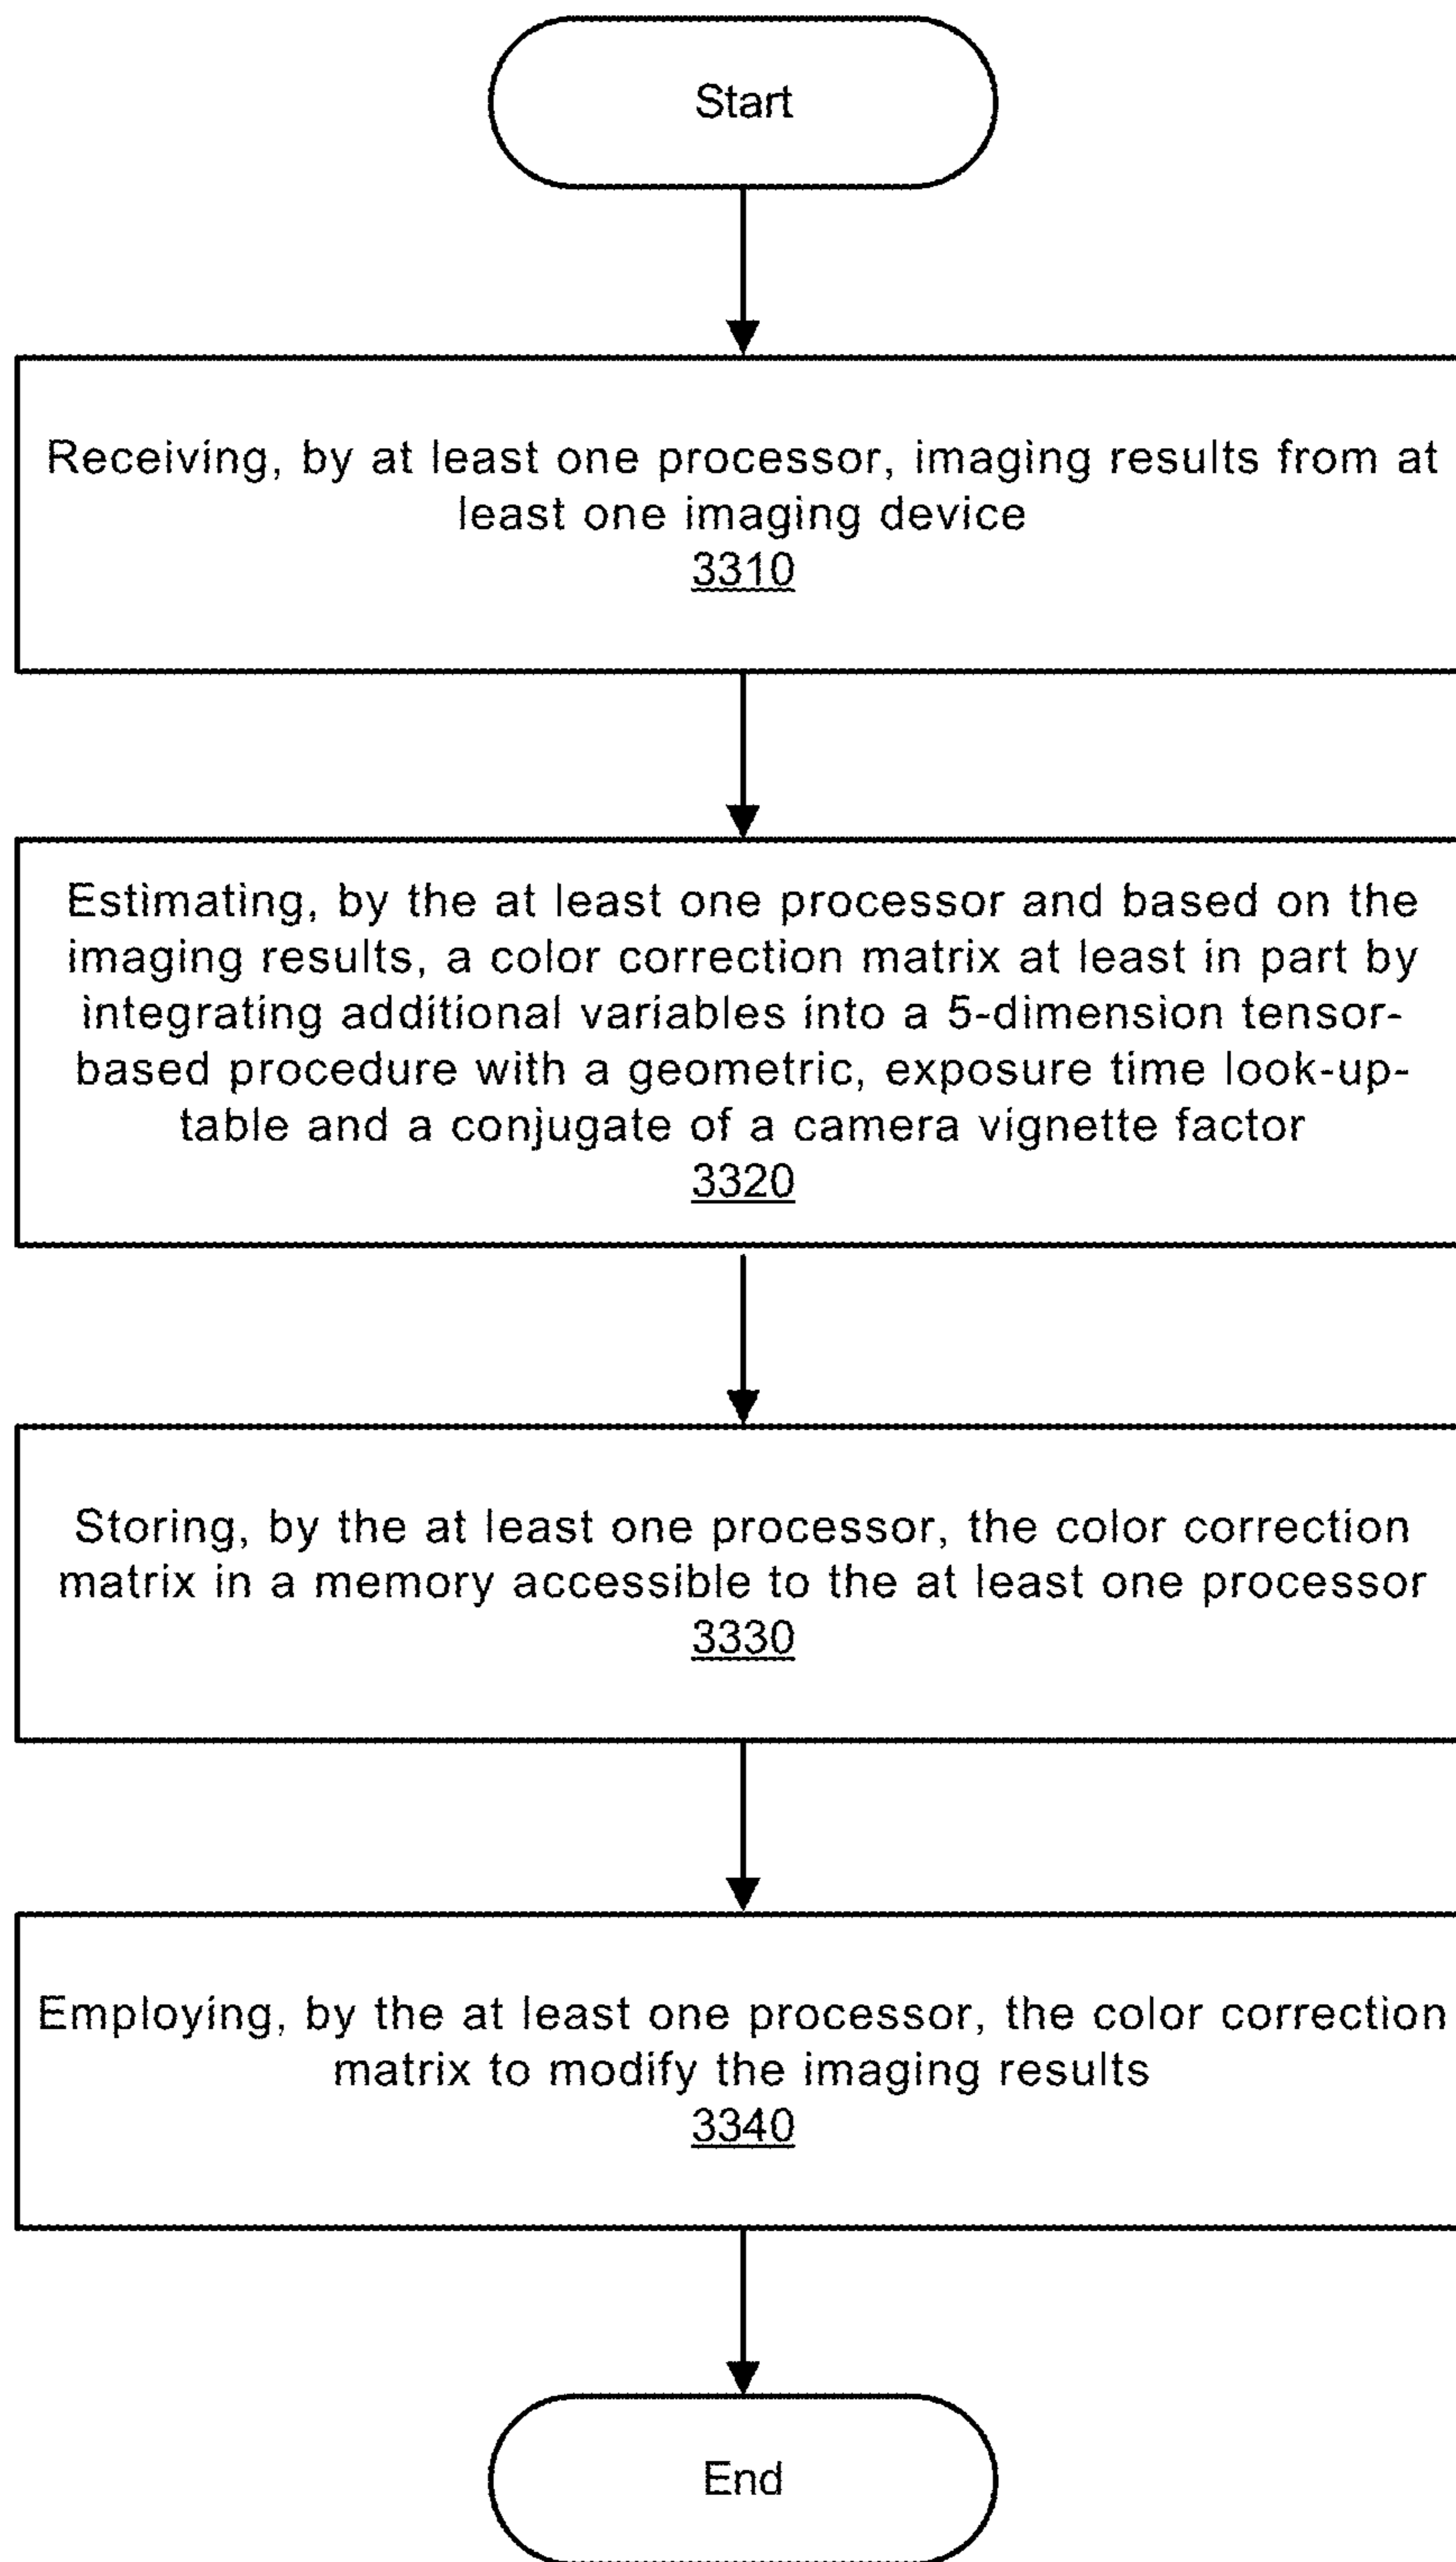 Start
Receiving, by at least one processor, imaging results from at
least one imaging device
3310
Estimating, by the at least one processor and based on the
imaging results, a color correction matrix at least in part by
integrating additional variables into a 5-dimension tensor-
based procedure with a geometric, exposure time look-up-
table and a conjugate of a camera vignette factor
3320
Storing, by the at least one processor, the color correction
matrix in a memory accessible to the at least one processor
3330
Employing, by the at least one processor, the color correction
matrix to modify the imaging results
3340
End